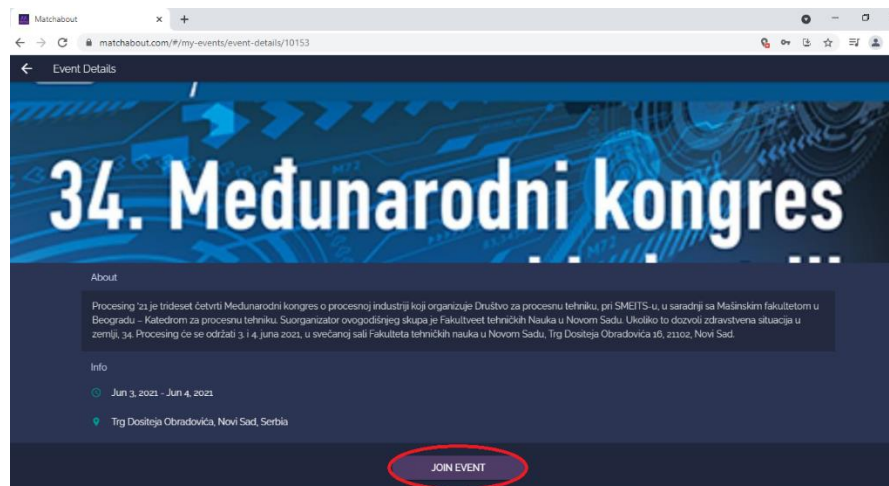 Matchabout
matchabout.com/#/my-events/event-details/10153
Event Details
34. Međunarodni kongres
About
Procesing '21 je trideset četvrti Međunarodni kongres o procesnoj industriji koji organizuje Društvo za procesnu tehniku, pri SMEITS-u, u saradnji sa Mašinskim fakultetom u
Beogradu – Katedrom za procesnu tehniku. Suorganizator ovogodišnjeg skupa je Fakultveet tehničkih Nauka u Novom Sadu. Ukoliko to dozvoli zdravstvena situacija u
zemlji, 34. Procesing će se održati 3. i 4. juna 2021, u svečanoj sali Fakulteta tehničkih nauka u Novom Sadu, Trg Dositeja Obradovića 16, 21102, Novi Sad.
Info
Jun 3, 2021 - Jun 4, 2021
Trg Dositeja Obradovića, Novi Sad, Serbia
JOIN EVENT